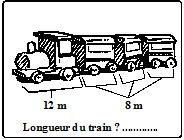 12 m 8 m
Longueur du train ? ............